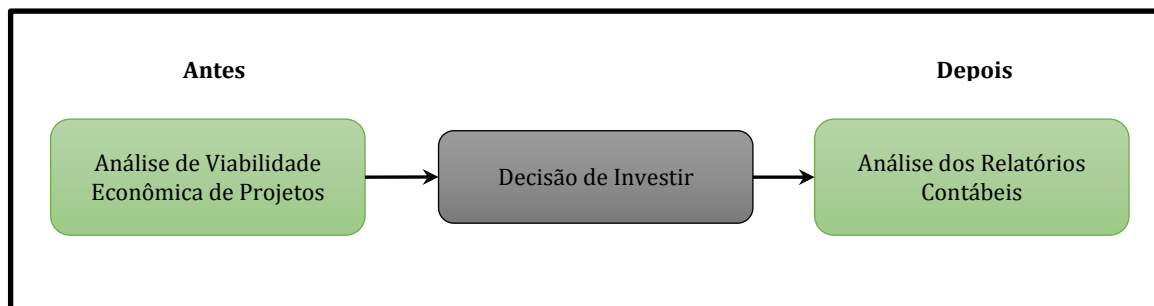 Antes
Depois
Análise de Viabilidade
Econômica de Projetos
Decisão de Investir
Análise dos Relatórios
Contábeis